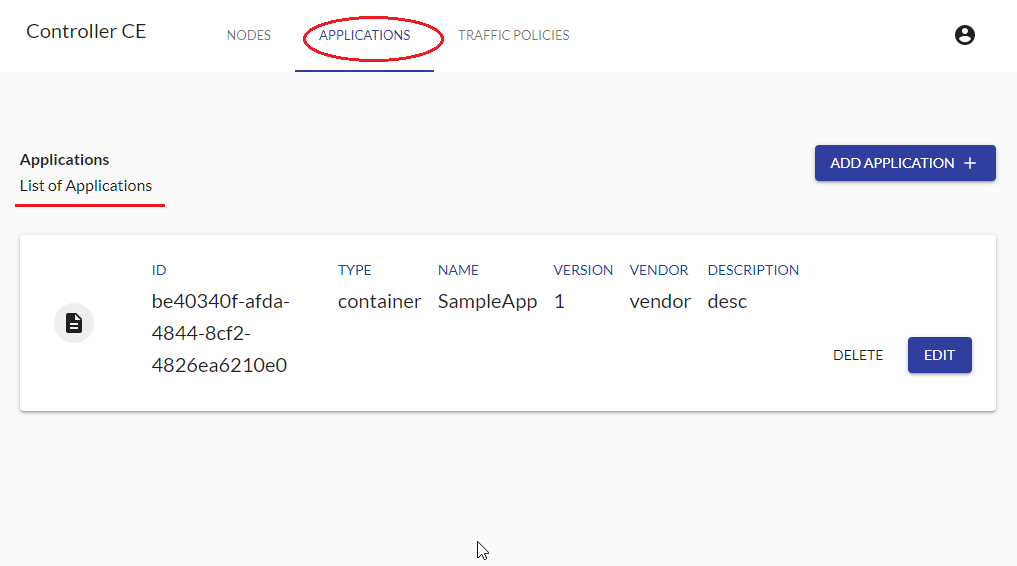 Controller CE
NODES
APPLICATIONS
TRAFFIC POLICIES
Applications
List of Applications
ADD APPLICATION +
ID
be40340f-afda-
4844-8cf2-
4826ea6210e0
TYPE
container
NAME
SampleApp
VERSION
1
VENDOR
vendor
DESCRIPTION
desc
DELETE
EDIT